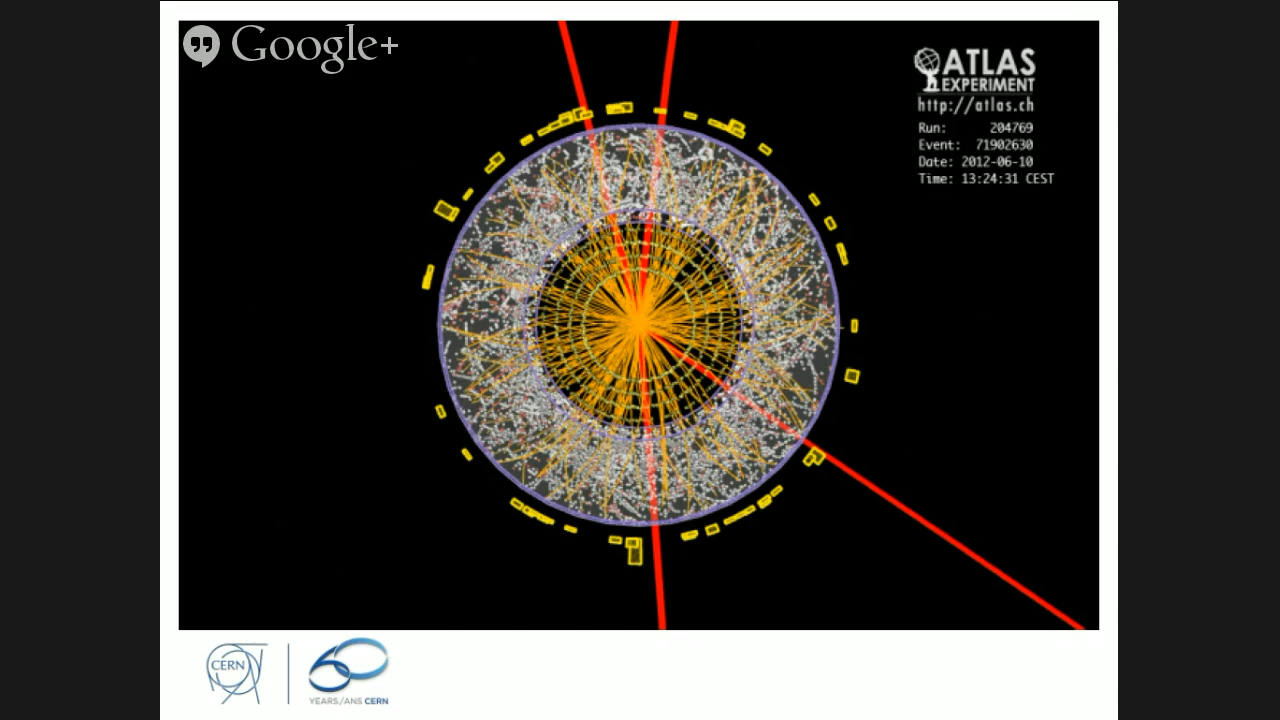 Google+
ATLAS
EXPERIMENT
http://atlas.ch
Run: 204769
Event: 71902630
Date: 2012-06-10
Time: 13:24:31 CEST
CERN
60
YEARS/ANS CERN